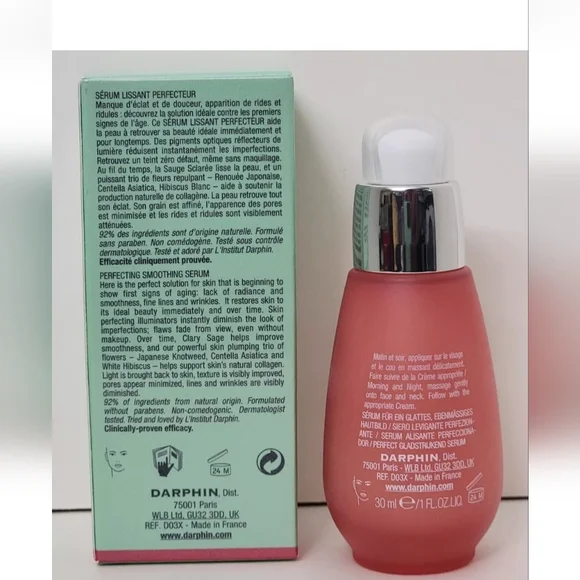 SÉRUM LISSANT PERFECTEUR
Manque d'éclat et de douceur, apparition de rides et
ridules : découvrez la solution idéale contre les premiers
signes de l'âge. Ce SÉRUM LISSANT PERFECTEUR aide
la peau à retrouver sa beauté idéale immédiatement et
pour longtemps. Des pigments optiques réflecteurs de
lumière réduisent instantanément les imperfections.
Retrouvez un teint zéro défaut, même sans maquillage.
Au fil du temps, la Sauge Sclarée lisse la peau, et un
puissant trio de fleurs repulpant – Renouée Japonaise,
Centella Asiatica, Hibiscus Blanc – aide à soutenir la
production naturelle de collagène. La peau retrouve tout
son éclat. Son grain est affiné, l'apparence des pores
est minimisée et les rides et ridules sont visiblement
atténuées.
92% des ingrédients sont d'origine naturelle. Formulé
sans paraben. Non comédogène. Testé sous contrôle
dermatologique. Testé et adoré par L'Institut Darphin.
Efficacité cliniquement prouvée.
PERFECTING SMOOTHING SERUM
Here is the perfect solution for skin that is beginning to
show first signs of aging: lack of radiance and
smoothness, fine lines and wrinkles. It restores skin to
its ideal beauty immediately and over time. Skin
perfecting illuminators instantly diminish the look of
imperfections; flaws fade from view, even without
makeup. Over time, Clary Sage helps improve
smoothness, and our powerful skin plumping trio of
flowers – Japanese Knotweed, Centella Asiatica and
White Hibiscus – helps support skin's natural collagen.
Light is brought back to skin, texture is visibly improved,
pores appear minimized, lines and wrinkles are visibly
diminished.
92% of ingredients from natural origin. Formulated
without parabens. Non-comedogenic. Dermatologist
tested. Tried and loved by L'Institut Darphin.
Clinically-proven efficacy.
24 M
DARPHIN, Dist.
75001 Paris
WLB Ltd, GU32 3DD, UK
REF. D03X - Made in France
Matin et soir, appliquer sur le visage
et le cou en massant délicatement.
Faire suivre de la Crème appropriée /
Morning and Night, massage gently
onto face and neck. Follow with the
appropriate Cream.
SÉRUM FÜR EIN GLATTES, EBENMÄSSIGES
HAUTBILD / SIERO LEVIGANTE PERFEZION-
ANTE / SERUM ALISANTE PERFECCIONA-
DOR / PERFECT GLADSTRIJKEND SERUM
DARPHIN, Dist.
75001 Paris - WLB Ltd, GU32 3DD, UK
REF. D03X - Made in France
www.darphin.com
24 M
30 ml ℮ / 1 FL.OZ.LIQ.